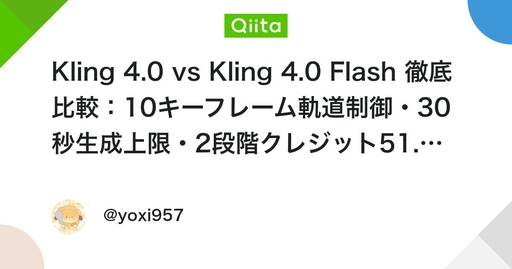 Qiita
Kling 4.0 vs Kling 4.0 Flash 徹底
比較：10キーフレーム軌道制御・30
秒生成上限・2段階クレジット51.…
@yoxi957